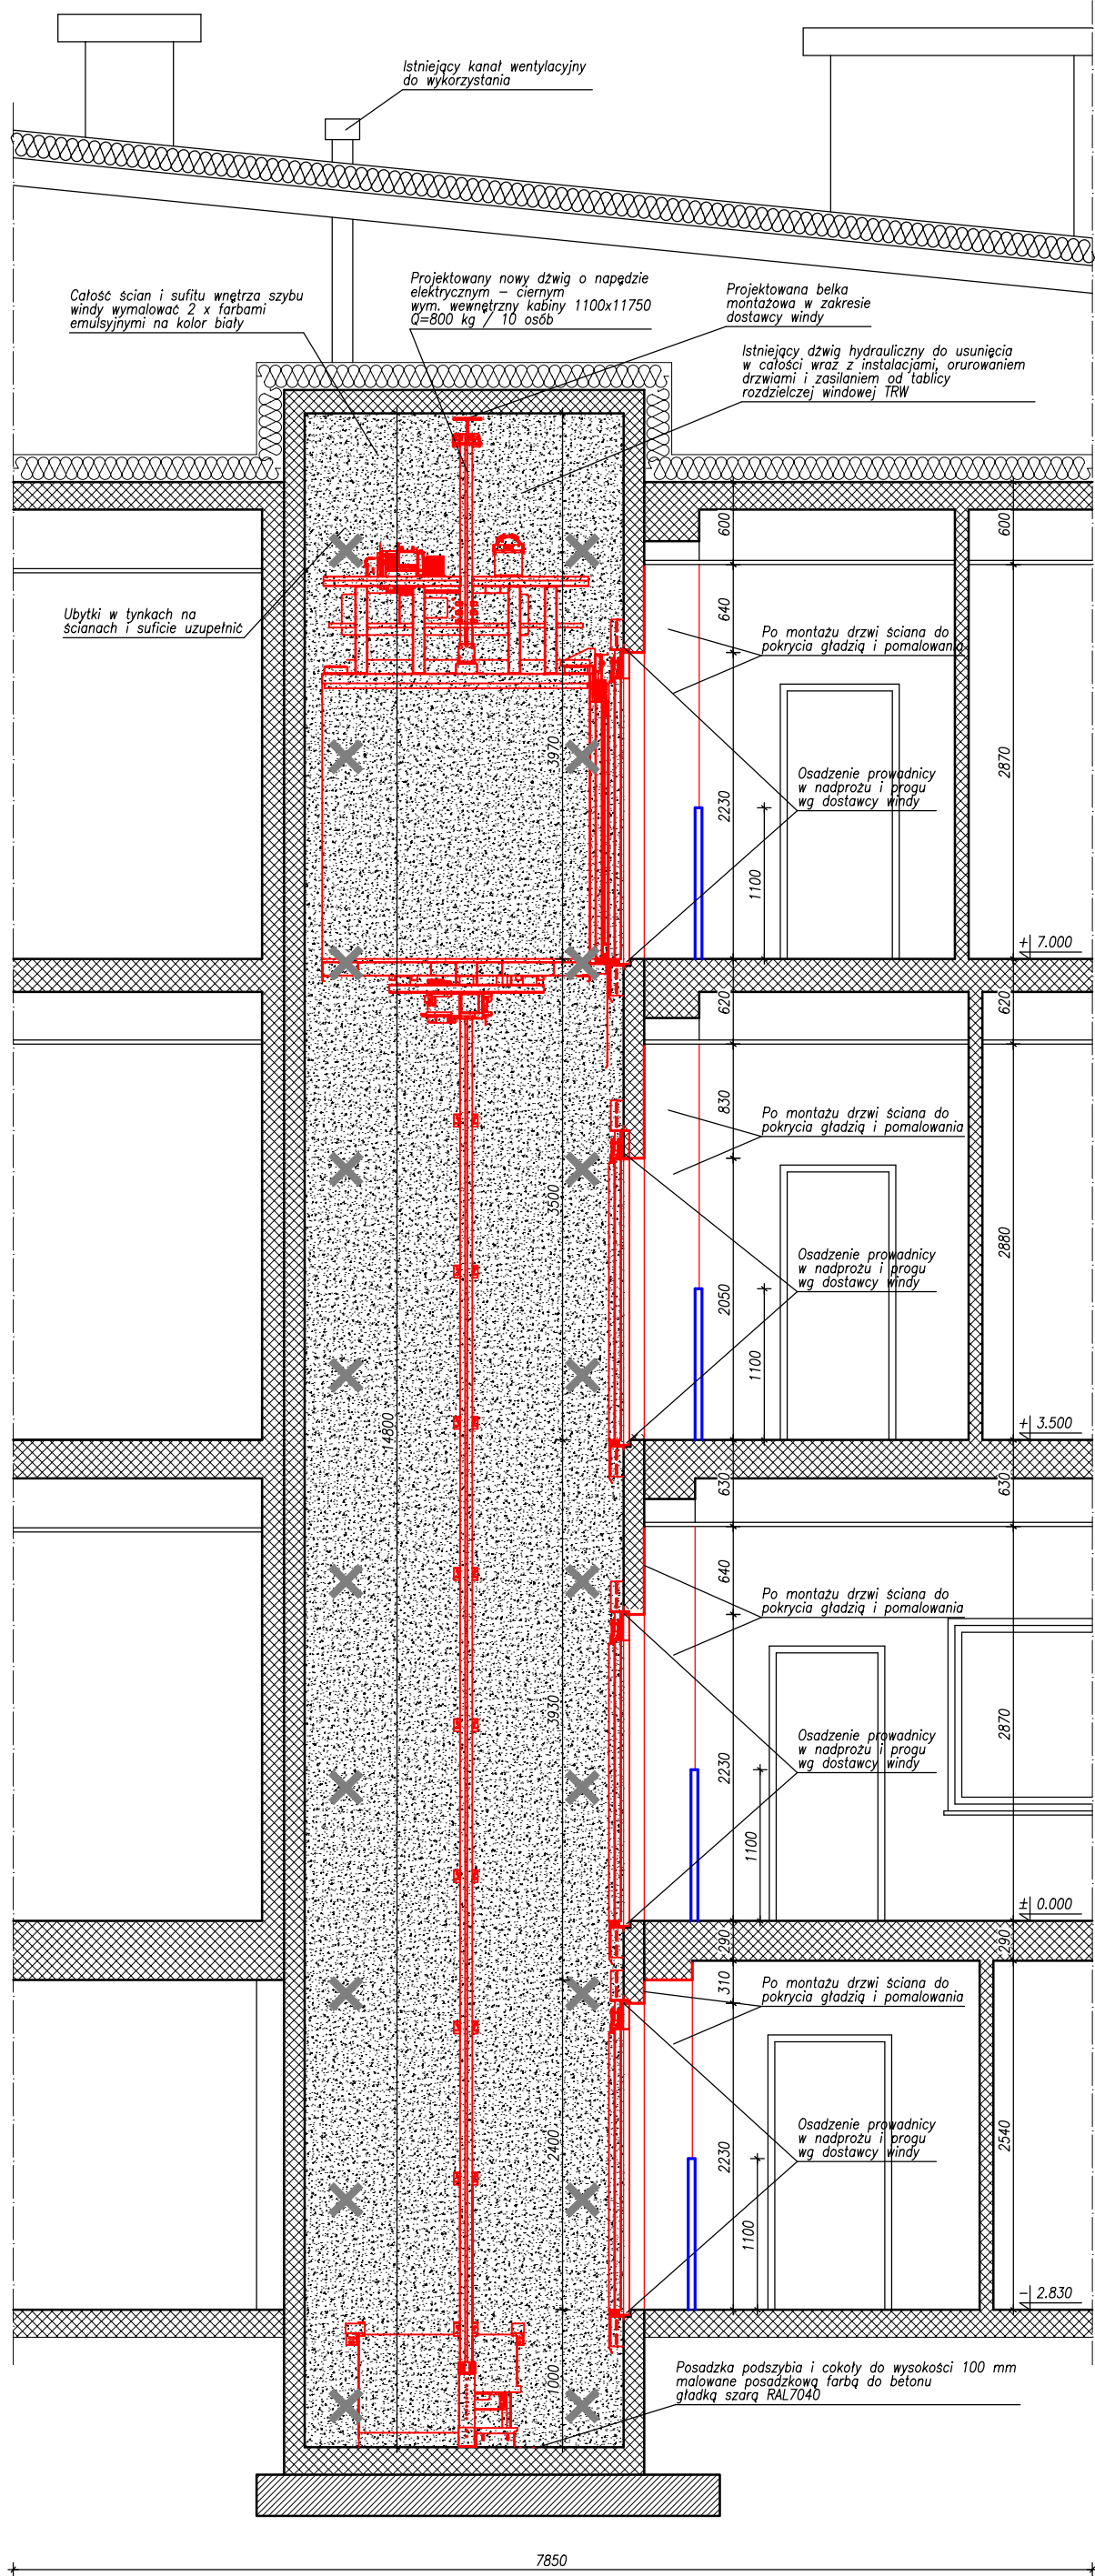 Istniejący kanał wentylacyjny
do wykorzystania
Całość ścian i sufitu wnętrza szybu
windy wymalować 2 x farbami
emulsyjnymi na kolor biały
Projektowany nowy dźwig o napędzie
elektrycznym – ciernym
wym. wewnętrzny kabiny 1100x11750
Q=800 kg / 10 osób
Projektowana belka
montażowa w zakresie
dostawcy windy
Istniejący dźwig hydrauliczny do usunięcia
w całości wraz z instalacjami, orurowaniem
drzwiami i zasilaniem od tablicy
rozdzielczej windowej TRW
600
600
Ubytki w tynkach na
ścianach i suficie uzupełnić
640
Po montażu drzwi ściana do
pokrycia gładzią i pomalowania
3970
2870
Osadzenie prowadnicy
w nadprożu i progu
wg dostawcy windy
2230
1100
+ 7.000
620
620
830
Po montażu drzwi ściana do
pokrycia gładzią i pomalowania
3500
2880
Osadzenie prowadnicy
w nadprożu i progu
wg dostawcy windy
2050
1100
14800
+ 3.500
630
630
640
Po montażu drzwi ściana do
pokrycia gładzią i pomalowania
3930
2870
Osadzenie prowadnicy
w nadprożu i progu
wg dostawcy windy
2230
1100
± 0.000
290
290
310
Po montażu drzwi ściana do
pokrycia gładzią i pomalowania
2400
2540
Osadzenie prowadnicy
w nadprożu i progu
wg dostawcy windy
2230
1100
- 2.830
1000
Posadzka podszybia i cokoły do wysokości 100 mm
malowane posadzkową farbą do betonu
gładką szarą RAL7040
7850